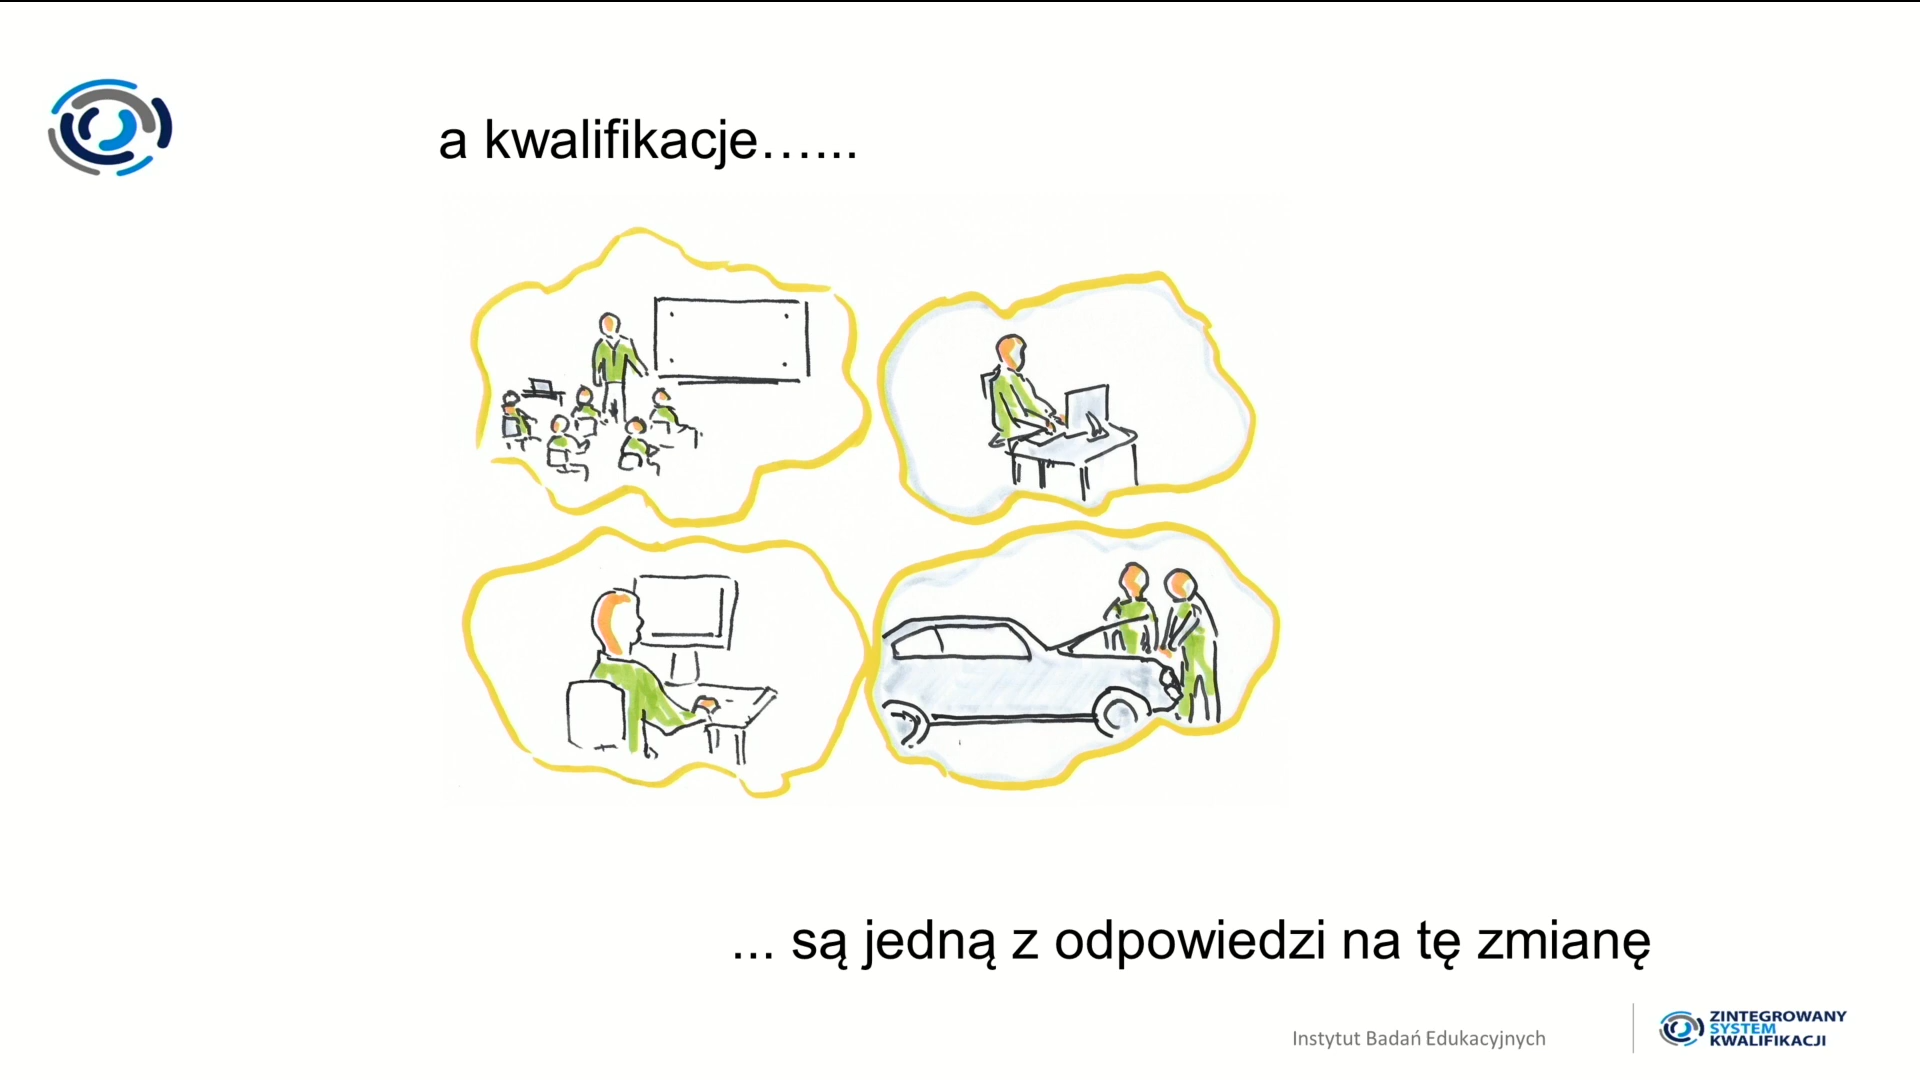 a kwalifikacje…...
... są jedną z odpowiedzi na tę zmianę
Instytut Badań Edukacyjnych
ZINTEGROWANY
SYSTEM
KWALIFIKACJI